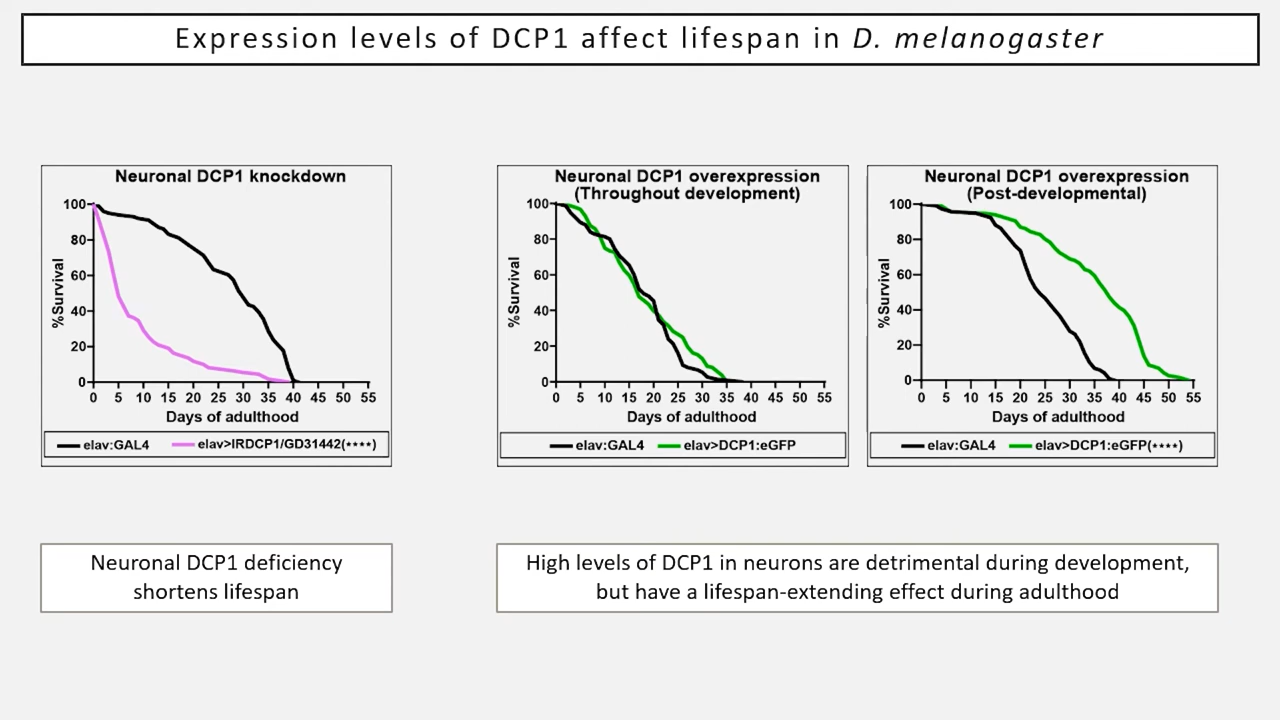 Expression levels of DCP1 affect lifespan in D. melanogaster
Neuronal DCP1 knockdown
%Survival
100
80
60
40
20
0
0 5 10 15 20 25 30 35 40 45 50 55
Days of adulthood
elav:GAL4 elav>IRDCP1/GD31442(****)
Neuronal DCP1 overexpression
(Throughout development)
%Survival
100
80
60
40
20
0
0 5 10 15 20 25 30 35 40 45 50 55
Days of adulthood
elav:GAL4 elav>DCP1:eGFP
Neuronal DCP1 overexpression
(Post-developmental)
%Survival
100
80
60
40
20
0
0 5 10 15 20 25 30 35 40 45 50 55
Days of adulthood
elav:GAL4 elav>DCP1:eGFP(****)
Neuronal DCP1 deficiency
shortens lifespan
High levels of DCP1 in neurons are detrimental during development,
but have a lifespan-extending effect during adulthood